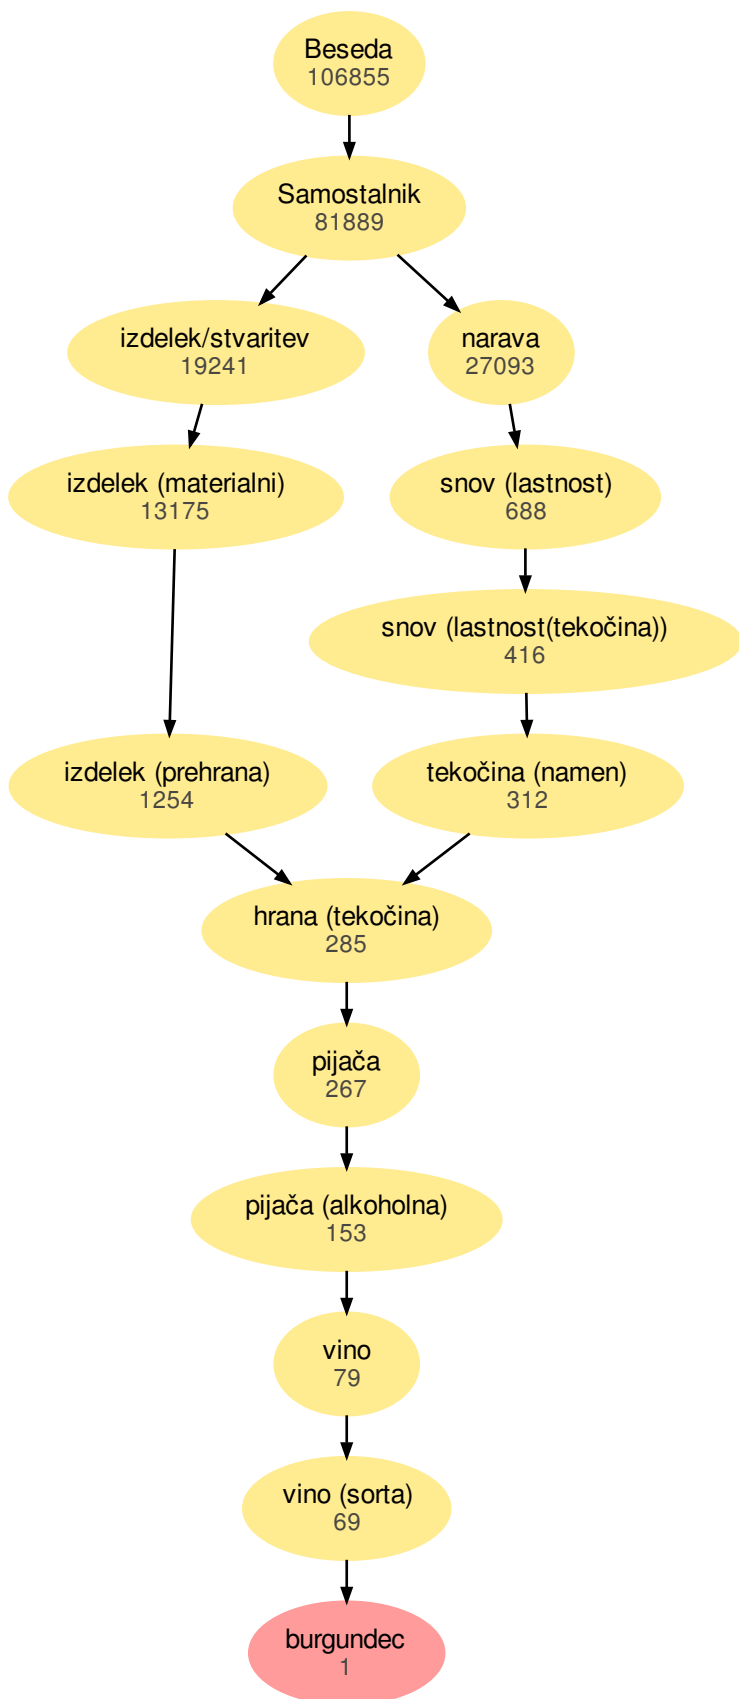 Beseda
106855
Samostalnik
81889
izdelek/stvaritev
19241
narava
27093
izdelek (materialni)
13175
snov (lastnost)
688
snov (lastnost(tekočina))
416
izdelek (prehrana)
1254
tekočina (namen)
312
hrana (tekočina)
285
pijača
267
pijača (alkoholna)
153
vino
79
vino (sorta)
69
burgundec
1